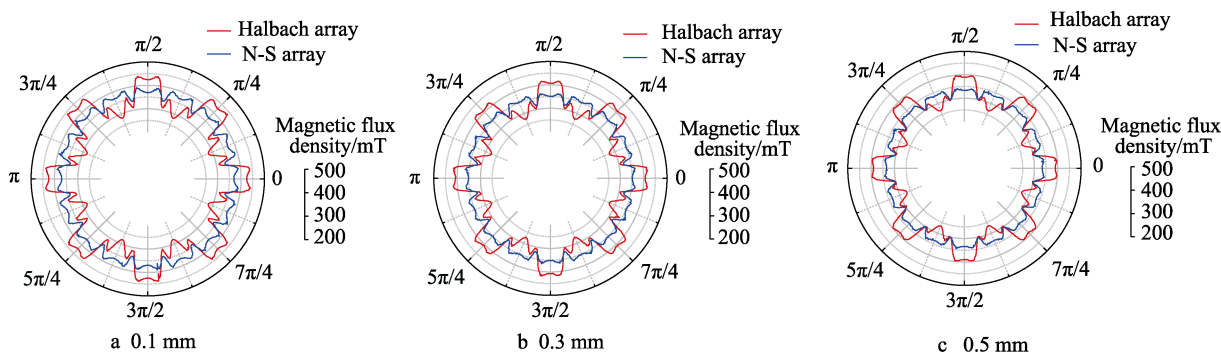 Halbach array
N-S array
π/2
3π/4
π/4
π
0
5π/4
7π/4
3π/2
Magnetic flux
density/mT
500
400
300
200
a 0.1 mm
Halbach array
N-S array
π/2
3π/4
π/4
π
0
5π/4
7π/4
3π/2
Magnetic flux
density/mT
500
400
300
200
b 0.3 mm
Halbach array
N-S array
π/2
3π/4
π/4
π
0
5π/4
7π/4
3π/2
Magnetic flux
density/mT
500
400
300
200
c 0.5 mm